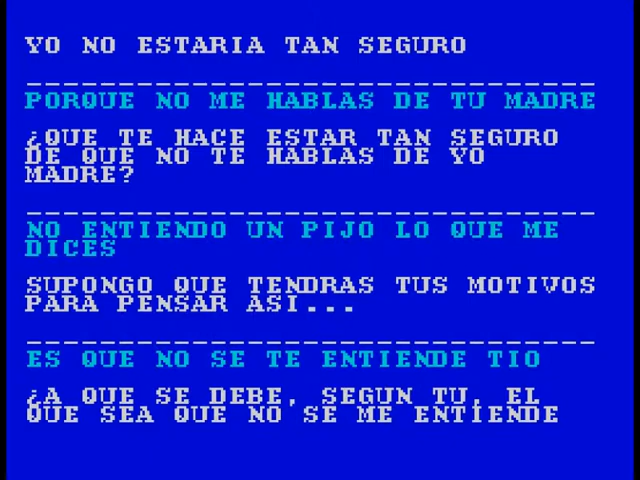 YO NO ESTARIA TAN SEGURO
_______________________________
PORQUE NO ME HABLAS DE TU MADRE
¿QUE TE HACE ESTAR TAN SEGURO
DE QUE NO TE HABLAS DE YO
MADRE?
_______________________________
NO ENTIENDO UN PIJO LO QUE ME
DICES
SUPONGO QUE TENDRAS TUS MOTIVOS
PARA PENSAR ASI...
_______________________________
ES QUE NO SE TE ENTIENDE TIO
¿A QUE SE DEBE, SEGUN TU, EL
QUE SEA QUE NO SE ME ENTIENDE